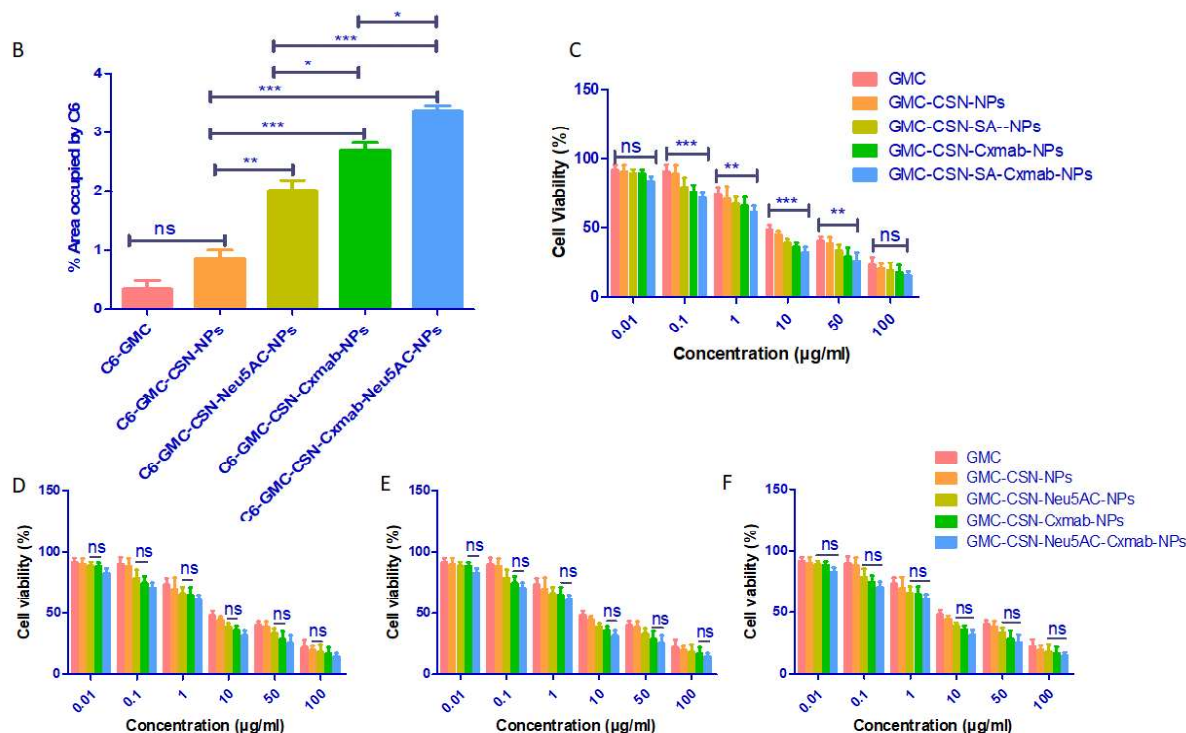 B
*
***
*
***
***
**
ns
% Area occupied by C6
4
3
2
1
0
C6-GMC
C6-GMC-CSN-NPs
C6-GMC-CSN-Neu5AC-NPs
C6-GMC-CSN-Cxmab-NPs
C6-GMC-CSN-Cxmab-Neu5AC-NPs
C
GMC
GMC-CSN-NPs
GMC-CSN-SA--NPs
GMC-CSN-Cxmab-NPs
GMC-CSN-SA-Cxmab-NPs
Cell Viability (%)
150
100
50
0
ns
***
**
***
**
ns
0.01
0.1
1
10
50
100
Concentration (µg/ml)
D
Cell viability (%)
150
100
50
0
ns
ns
ns
ns
ns
ns
0.01
0.1
1
10
50
100
Concentration (µg/ml)
E
Cell viability (%)
150
100
50
0
ns
ns
ns
ns
ns
ns
0.01
0.1
1
10
50
100
Concentration (µg/ml)
F
GMC
GMC-CSN-NPs
GMC-CSN-Neu5AC-NPs
GMC-CSN-Cxmab-NPs
GMC-CSN-Neu5AC-Cxmab-NPs
Cell viability (%)
150
100
50
0
ns
ns
ns
ns
ns
ns
0.01
0.1
1
10
50
100
Concentration (µg/ml)